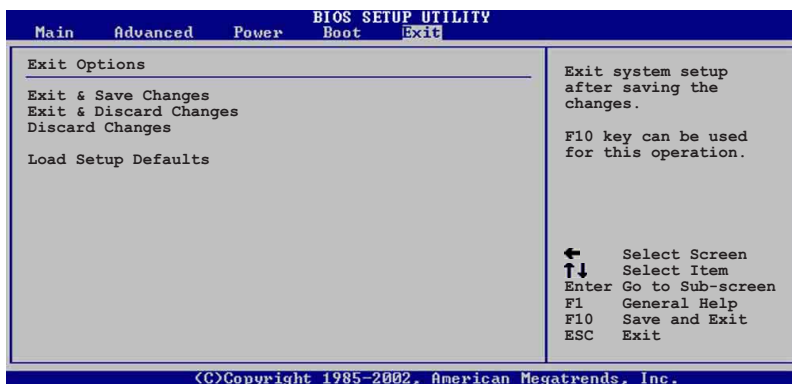 BIOS SETUP UTILITY
Main Advanced Power Boot Exit
Exit Options
Exit & Save Changes
Exit & Discard Changes
Discard Changes
Load Setup Defaults
Exit system setup
after saving the
changes.
F10 key can be used
for this operation.
← Select Screen
↑↓ Select Item
Enter Go to Sub-screen
F1 General Help
F10 Save and Exit
ESC Exit
(C)Copyright 1985-2002, American Megatrends, Inc.